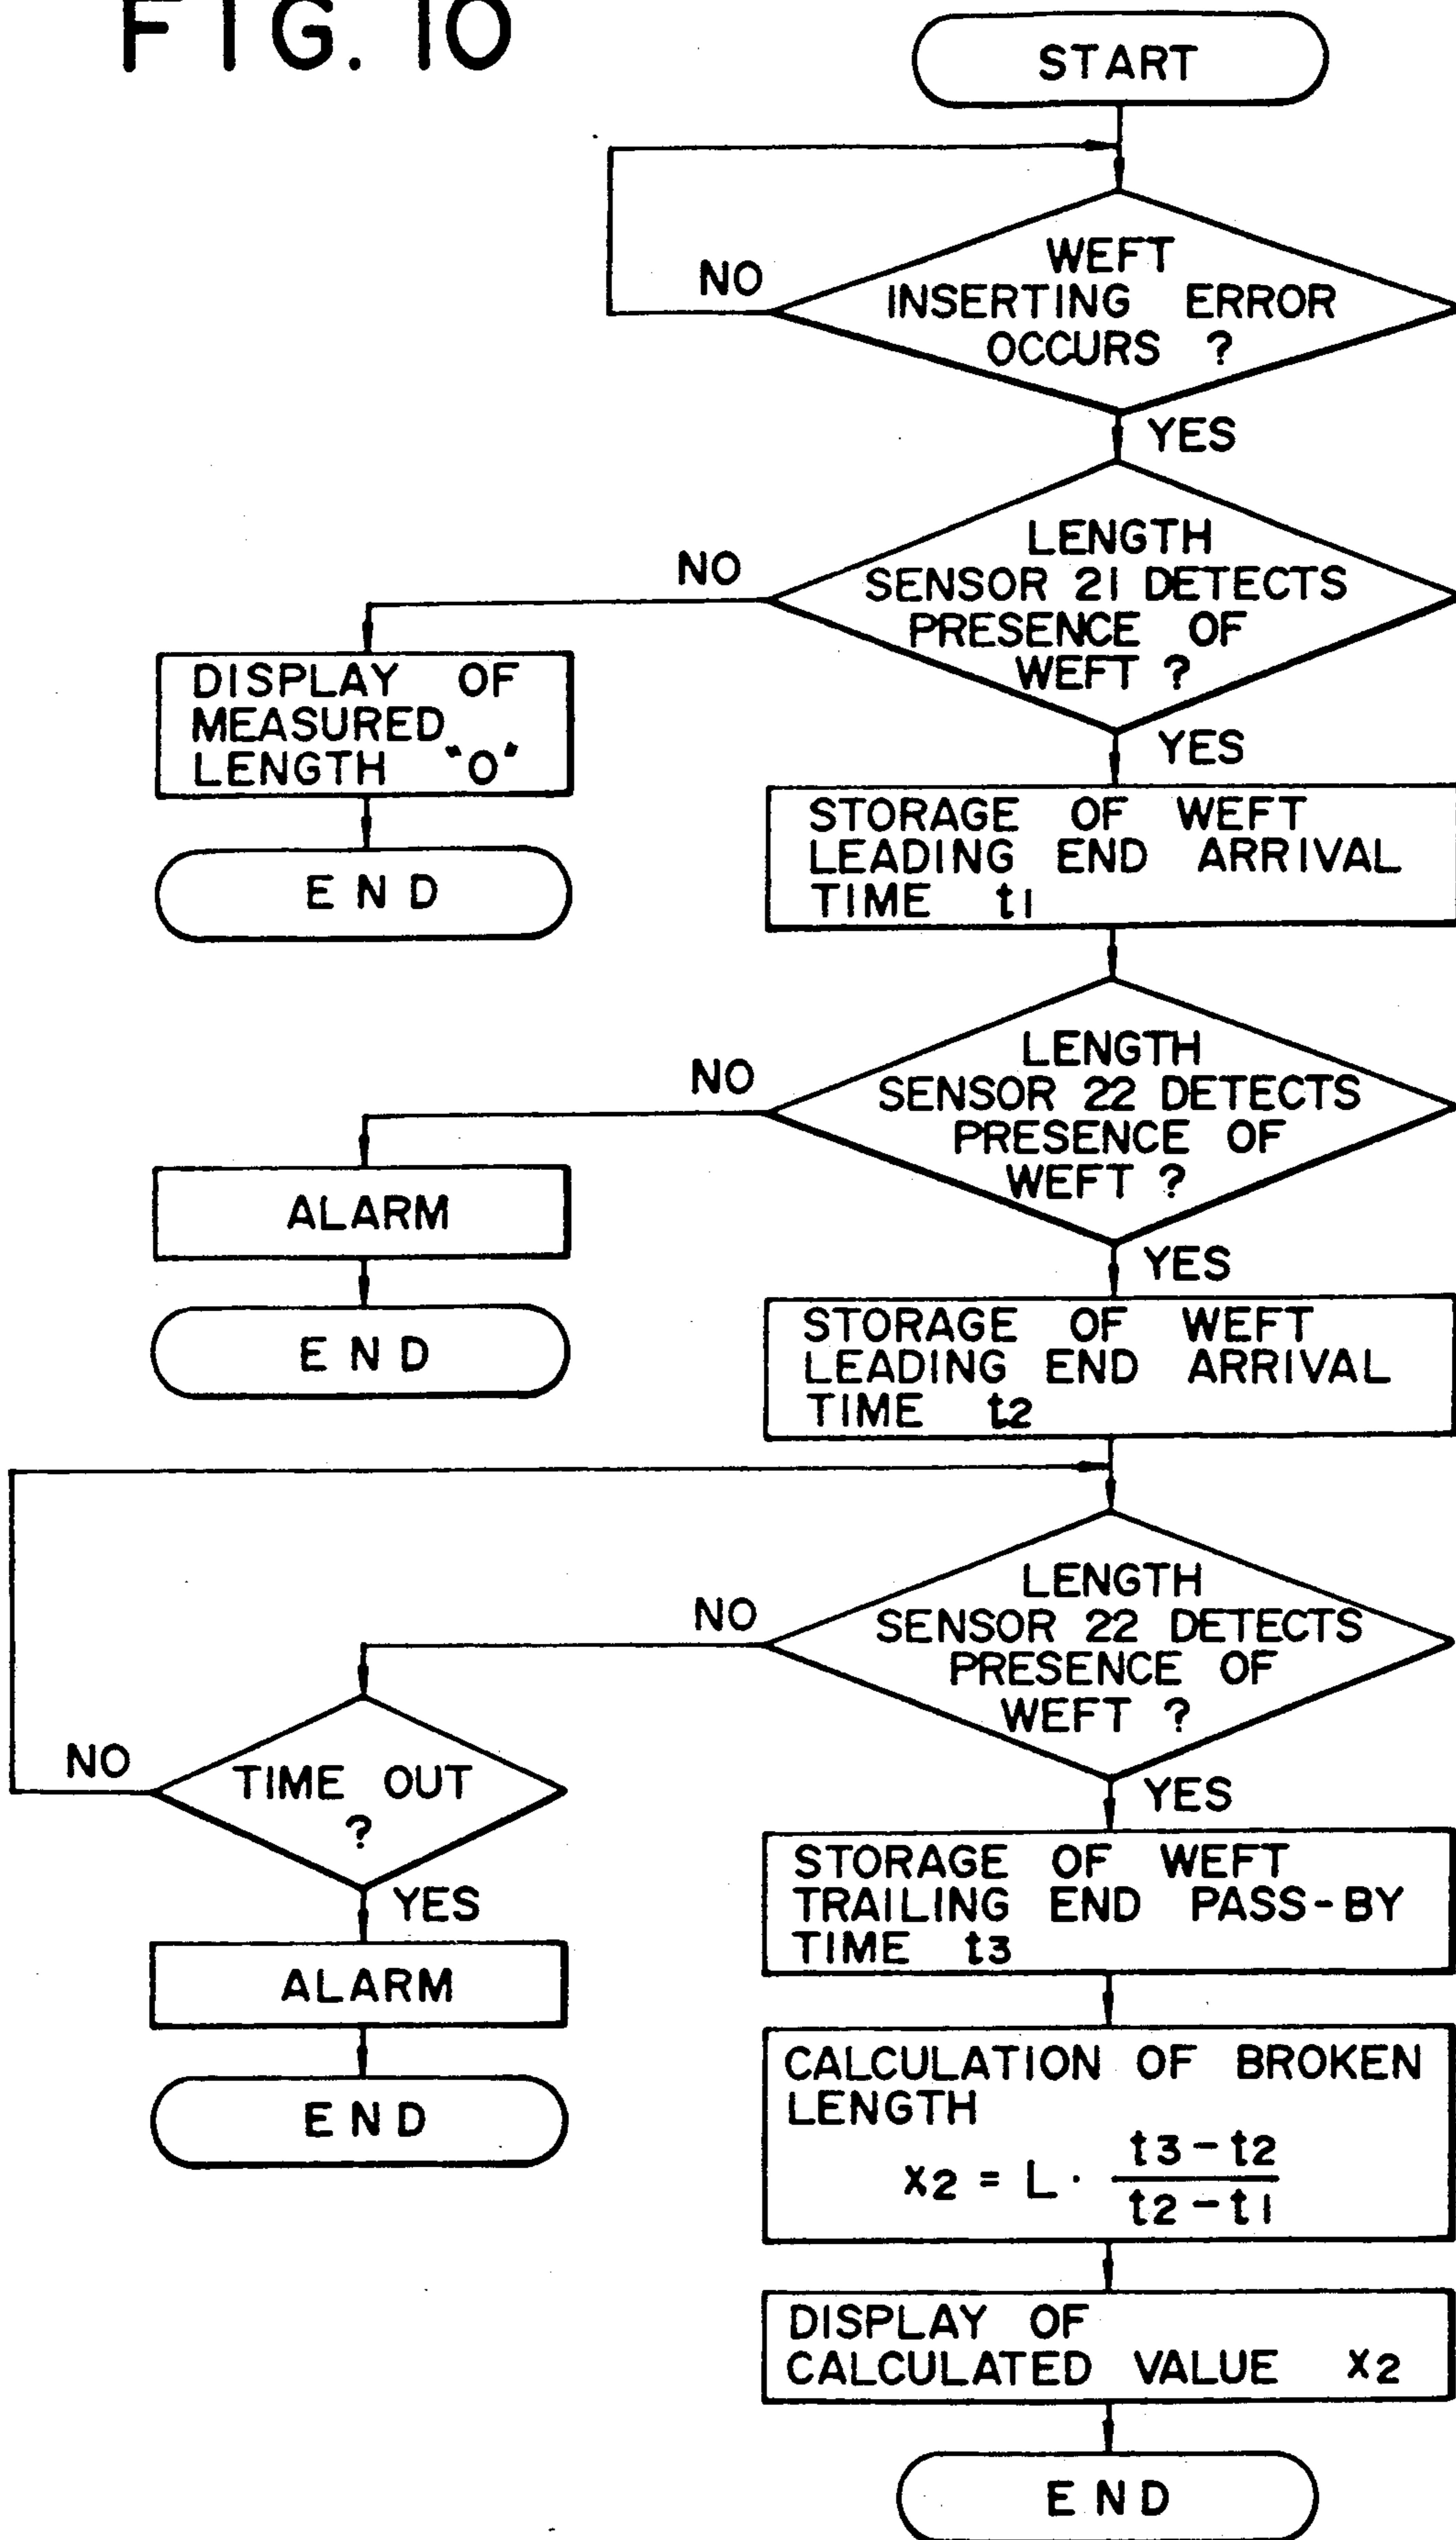 FIG. 10
START
WEFT
INSERTING ERROR
OCCURS ?
NO
YES
LENGTH
SENSOR 21 DETECTS
PRESENCE OF
WEFT ?
NO
DISPLAY OF
MEASURED
LENGTH "0"
END
YES
STORAGE OF WEFT
LEADING END ARRIVAL
TIME t1
LENGTH
SENSOR 22 DETECTS
PRESENCE OF
WEFT ?
NO
ALARM
END
YES
STORAGE OF WEFT
LEADING END ARRIVAL
TIME t2
LENGTH
SENSOR 22 DETECTS
PRESENCE OF
WEFT ?
NO
TIME OUT
?
NO
YES
ALARM
END
YES
STORAGE OF WEFT
TRAILING END PASS-BY
TIME t3
CALCULATION OF BROKEN
LENGTH
x2 = L · (t3-t2)/(t2-t1)
DISPLAY OF
CALCULATED VALUE x2
END